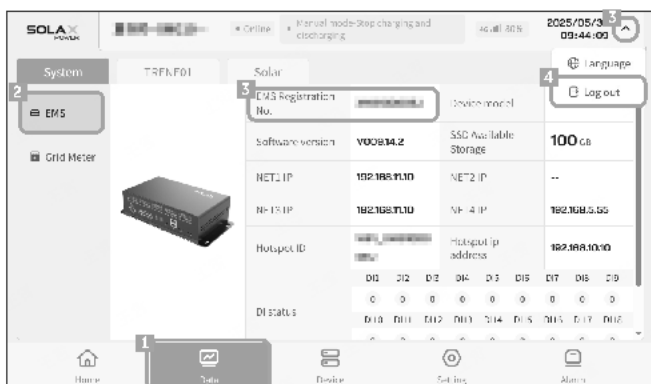 SOLAX
POWER
Online
Manual mode-Stop charging and
discharging
4G
80%
2025/05/3
09:44:09
3
System
TRENE01
Solar
Language
4
Log out
2
EMS
Grid Meter
3
EMS Registration
No.
Device model
Software version
V009.14.2
SSD Available
Storage
100 GB
NET1 IP
192.168.11.10
NET2 IP
--
NET3 IP
192.168.11.10
NET4 IP
192.168.5.55
Hotspot ID
Hotspot ip
address
192.168.10.10
DI status
DI1 DI2 DI3 DI4 DI5 DI6 DI7 DI8 DI9
0 0 0 0 0 0 0 0 0
DI10 DI11 DI12 DI13 DI14 DI15 DI16 DI17 DI18
1
Home
Data
Device
Setting
Alarm